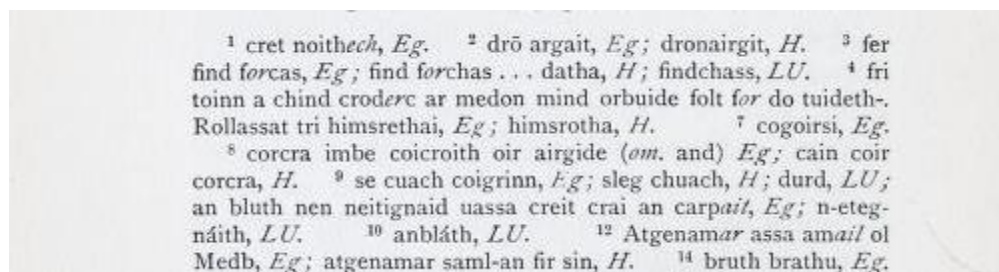 ¹ cret noithech, Eg. ² drō argait, Eg; dronairgit, H. ³ fer
find forcas, Eg; find forchas . . . datha, H; findchass, LU. ⁴ fri
toinn a chind croderc ar medon mind orbuide folt for do tuideth-.
Rollassat tri himsrethai, Eg; himsrotha, H. ⁷ cogoirsi, Eg.
⁸ corcra imbe coicroith oir airgide (om. and) Eg; cain coir
corcra, H. ⁹ se cuach coigrinn, Eg; sleg chuach, H; durd, LU;
an bluth nen neitignaid uassa creit crai an carpait, Eg; n-eteg-
náith, LU. ¹⁰ anbláth, LU. ¹² Atgenamar assa amail ol
Medb, Eg; atgenamar saml-an fir sin, H. ¹⁴ bruth brathu, Eg.